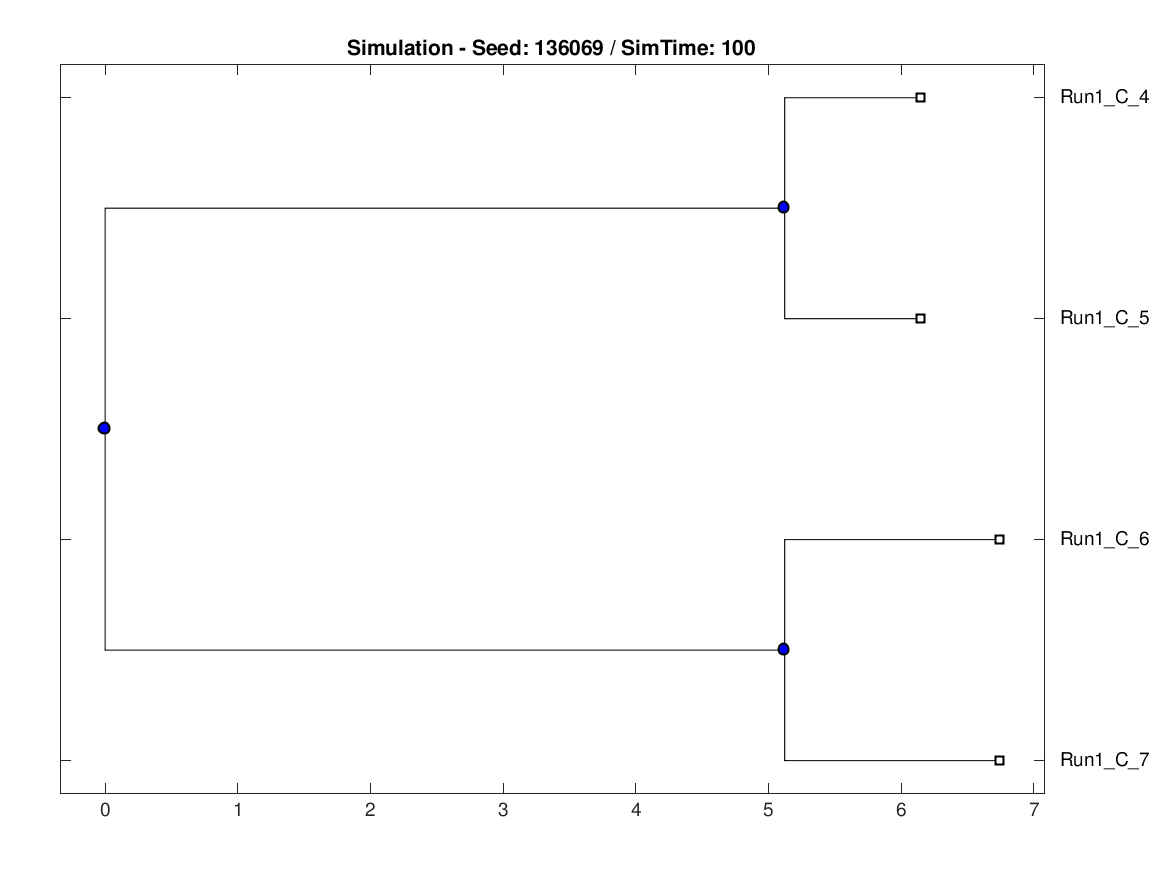 Simulation - Seed: 136069 / SimTime: 100
Run1_C_4
Run1_C_5
Run1_C_6
Run1_C_7
0 1 2 3 4 5 6 7